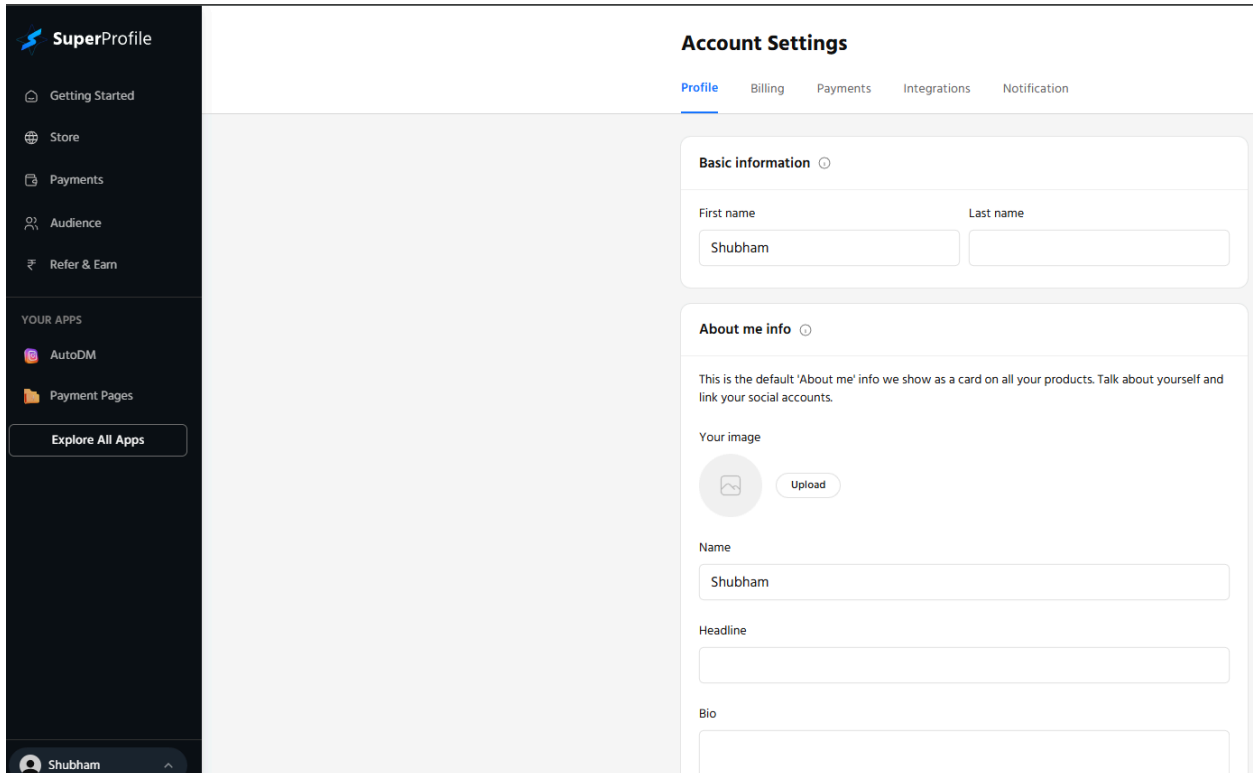 SuperProfile
Getting Started
Store
Payments
Audience
₹ Refer & Earn
YOUR APPS
AutoDM
Payment Pages
Explore All Apps
Shubham
Account Settings
Profile Billing Payments Integrations Notification
Basic information
First name Last name
Shubham
About me info
This is the default 'About me' info we show as a card on all your products. Talk about yourself and
link your social accounts.
Your image
Upload
Name
Shubham
Headline
Bio